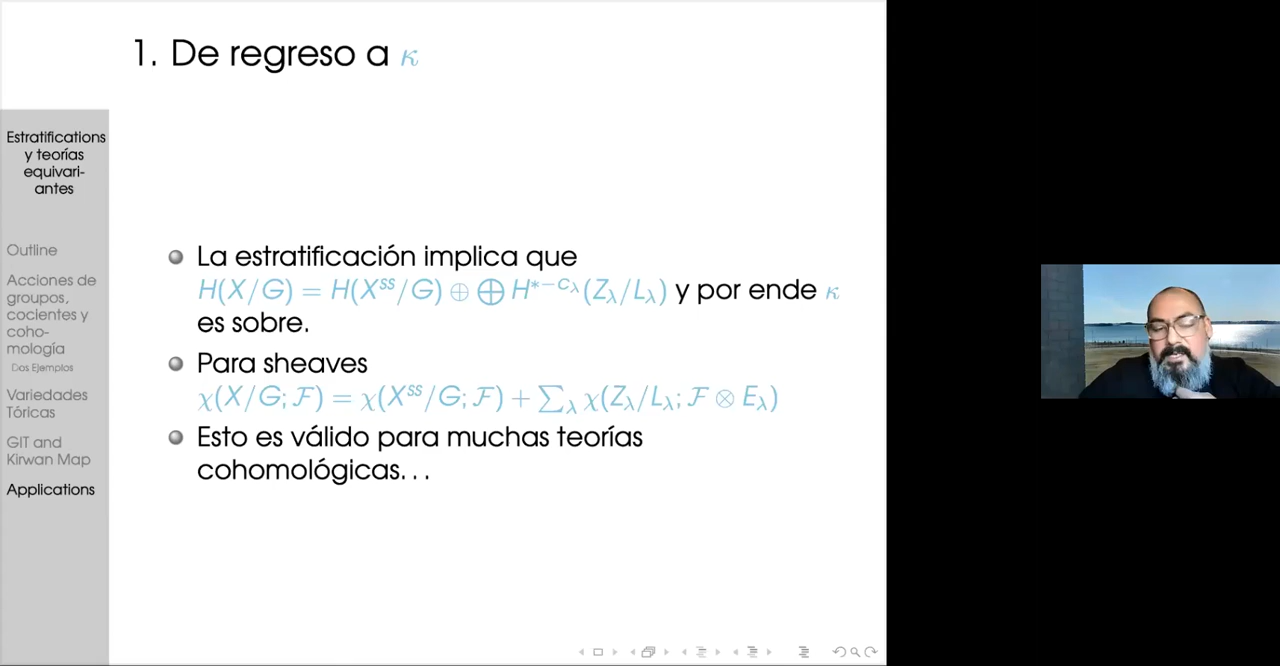 1. De regreso a κ
Estratifications
y teorías
equivari-
antes
Outline
Acciones de
groupos,
cocientes y
coho-
mología
Dos Ejemplos
Variedades
Tóricas
GIT and
Kirwan Map
Applications
La estratificación implica que
H(X/G) = H(X^{ss}/G) ⊕ ⨁ H^{*−c_λ}(Z_λ/L_λ) y por ende κ
es sobre.
Para sheaves
χ(X/G; F) = χ(X^{ss}/G; F) + ∑_λ χ(Z_λ/L_λ; F ⊗ E_λ)
Esto es válido para muchas teorías
cohomológicas...